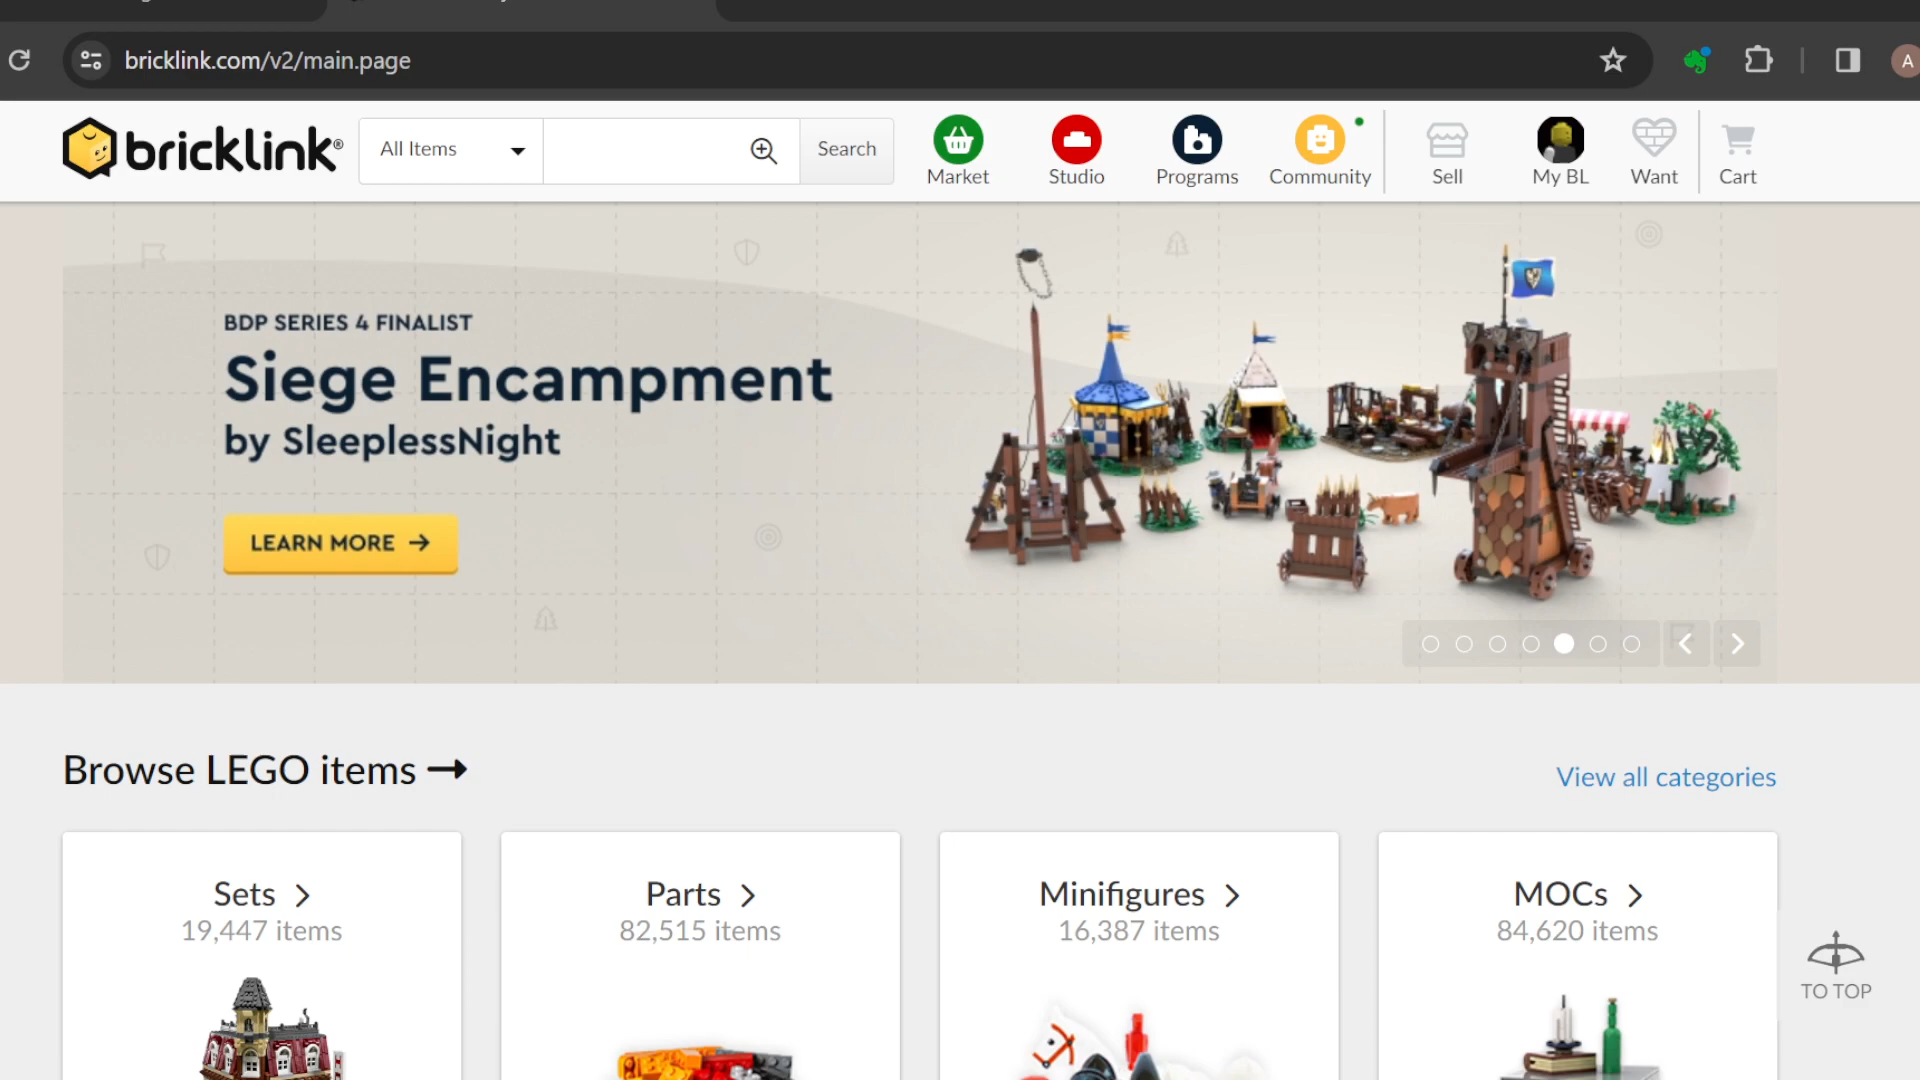 bricklink.com/v2/main.page
A
bricklink®
All Items
Search
Market
Studio
Programs
Community
Sell
My BL
Want
Cart
BDP SERIES 4 FINALIST
Siege Encampment
by SleeplessNight
LEARN MORE →
Browse LEGO items →
View all categories
Sets >
19,447 items
Parts >
82,515 items
Minifigures >
16,387 items
MOCs >
84,620 items
TO TOP